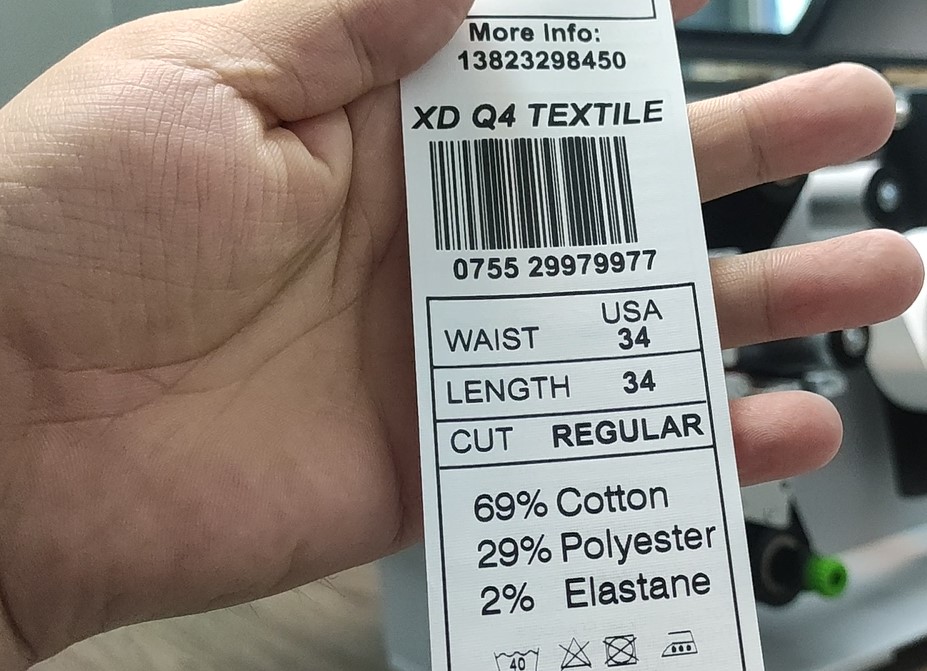 More Info:
13823298450
XD Q4 TEXTILE
0755 29979977
USA
WAIST 34
LENGTH 34
CUT REGULAR
69% Cotton
29% Polyester
2% Elastane
40